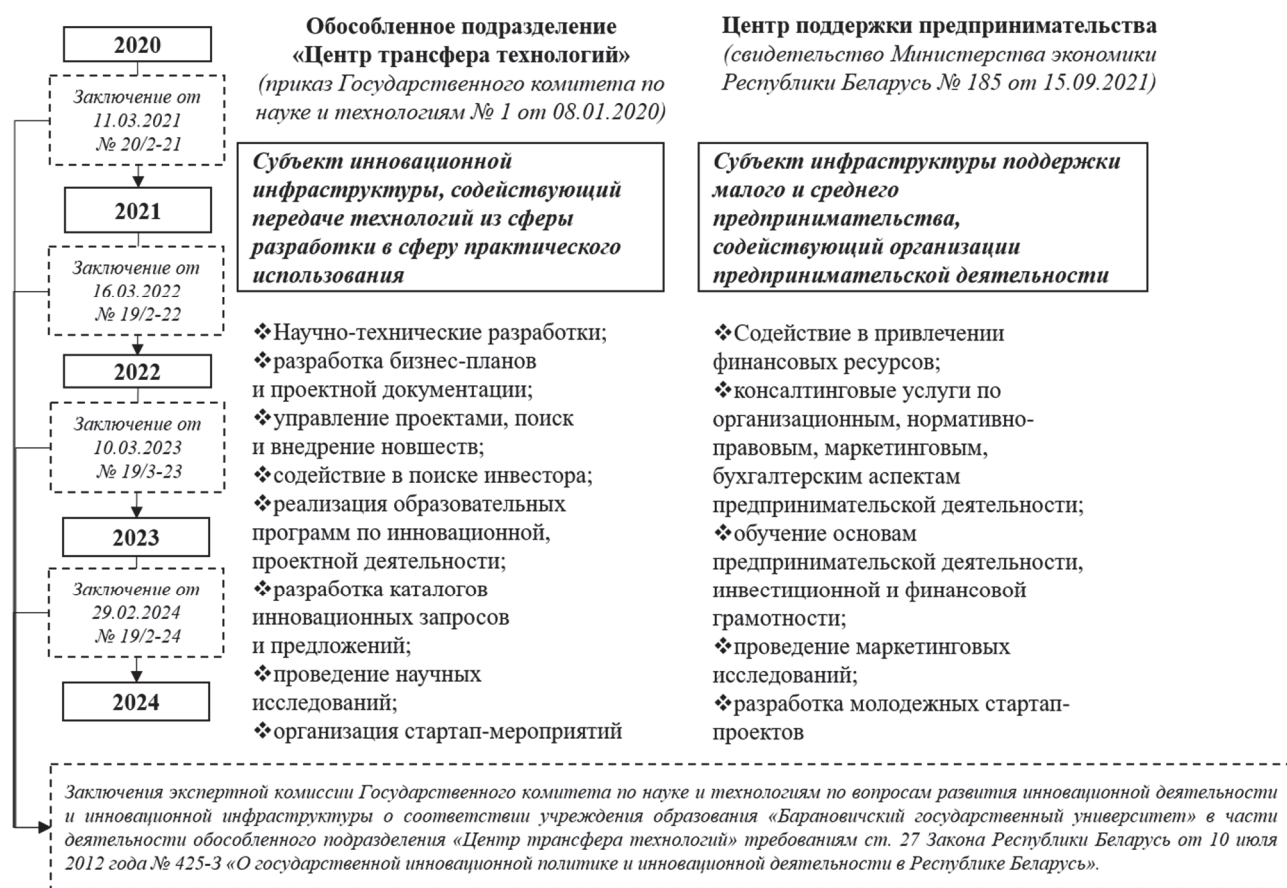 2020
Заключение от
11.03.2021
№ 20/2-21
2021
Заключение от
16.03.2022
№ 19/2-22
2022
Заключение от
10.03.2023
№ 19/3-23
2023
Заключение от
29.02.2024
№ 19/2-24
2024
Обособленное подразделение
«Центр трансфера технологий»
(приказ Государственного комитета по
науке и технологиям № 1 от 08.01.2020)
Субъект инновационной
инфраструктуры, содействующий
передаче технологий из сферы
разработки в сферу практического
использования
❖Научно-технические разработки;
❖разработка бизнес-планов
и проектной документации;
❖управление проектами, поиск
и внедрение новшеств;
❖содействие в поиске инвестора;
❖реализация образовательных
программ по инновационной,
проектной деятельности;
❖разработка каталогов
инновационных запросов
и предложений;
❖проведение научных
исследований;
❖организация стартап-мероприятий
Центр поддержки предпринимательства
(свидетельство Министерства экономики
Республики Беларусь № 185 от 15.09.2021)
Субъект инфраструктуры поддержки
малого и среднего
предпринимательства,
содействующий организации
предпринимательской деятельности
❖Содействие в привлечении
финансовых ресурсов;
❖консалтинговые услуги по
организационным, нормативно-
правовым, маркетинговым,
бухгалтерским аспектам
предпринимательской деятельности;
❖обучение основам
предпринимательской деятельности,
инвестиционной и финансовой
грамотности;
❖проведение маркетинговых
исследований;
❖разработка молодежных стартап-
проектов
Заключения экспертной комиссии Государственного комитета по науке и технологиям по вопросам развития инновационной деятельности
и инновационной инфраструктуры о соответствии учреждения образования «Барановичский государственный университет» в части
деятельности обособленного подразделения «Центр трансфера технологий» требованиям ст. 27 Закона Республики Беларусь от 10 июля
2012 года № 425-З «О государственной инновационной политике и инновационной деятельности в Республике Беларусь».